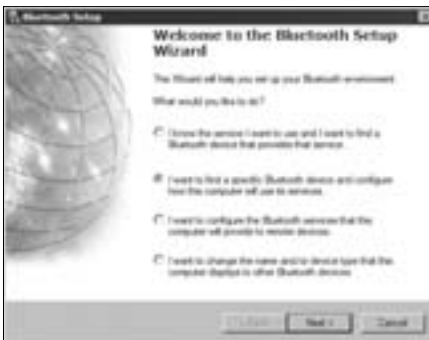 Bluetooth Setup
Welcome to the Bluetooth Setup
Wizard
The Wizard will help you set up your Bluetooth environment.
What would you like to do?
I know the service I want to use and I want to find a
Bluetooth device that provides that service.
I want to find a specific Bluetooth device and configure
how this computer will use its services.
I want to configure the Bluetooth services that this
computer will provide to remote devices.
I want to change the name and/or device type that this
computer displays to other Bluetooth devices.
< Back
Next >
Cancel